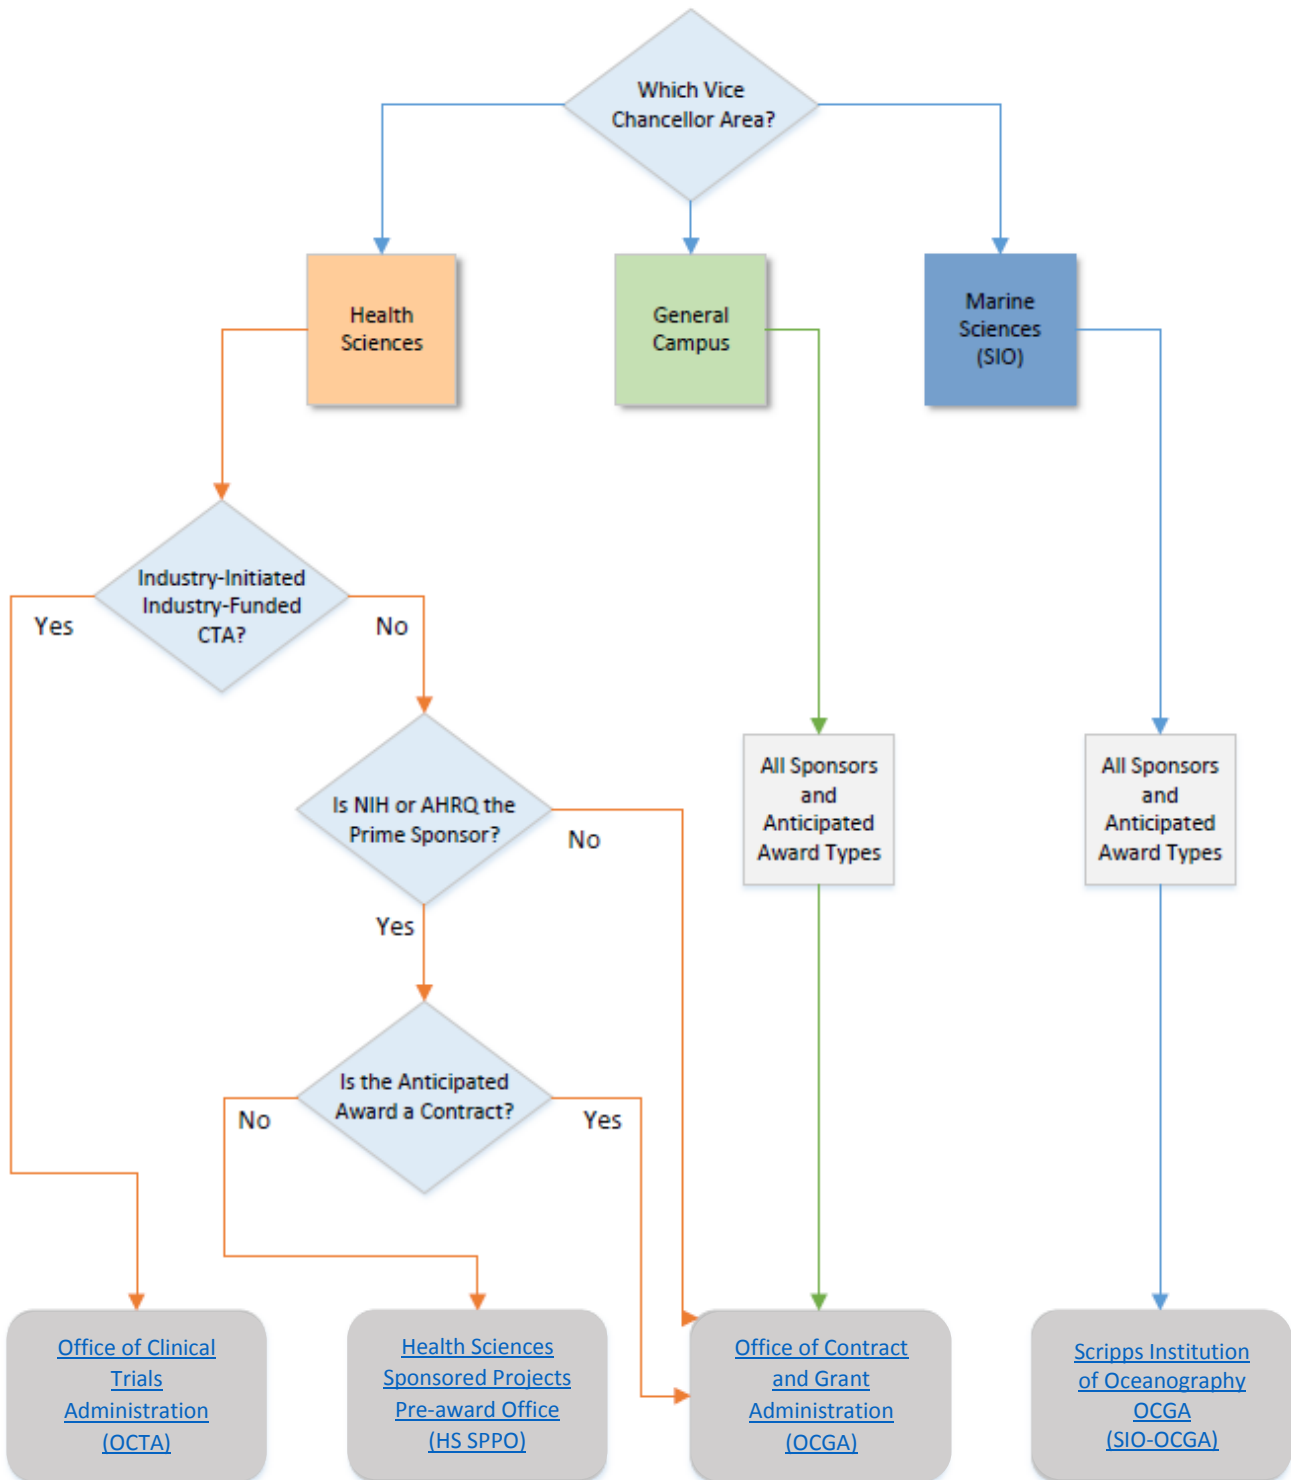 Which Vice
Chancellor Area?
Health
Sciences
General
Campus
Marine
Sciences
(SIO)
Industry-Initiated
Industry-Funded
CTA?
Yes
No
Is NIH or AHRQ the
Prime Sponsor?
No
Yes
All Sponsors
and
Anticipated
Award Types
All Sponsors
and
Anticipated
Award Types
Is the Anticipated
Award a Contract?
No
Yes
Office of Clinical
Trials
Administration
(OCTA)
Health Sciences
Sponsored Projects
Pre-award Office
(HS SPPO)
Office of Contract
and Grant
Administration
(OCGA)
Scripps Institution
of Oceanography
OCGA
(SIO-OCGA)